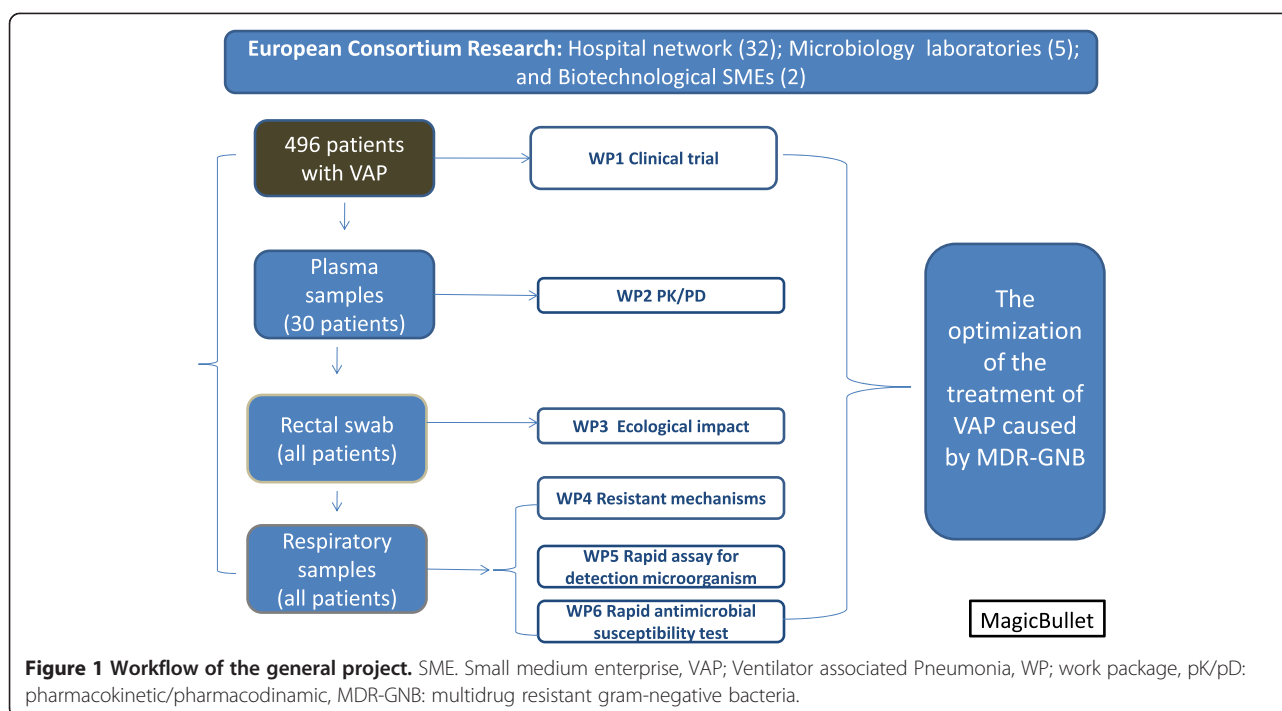 European Consortium Research: Hospital network (32); Microbiology laboratories (5);
and Biotechnological SMEs (2)
496 patients
with VAP
WP1 Clinical trial
Plasma
samples
(30 patients)
WP2 PK/PD
Rectal swab
(all patients)
WP3 Ecological impact
Respiratory
samples
(all patients)
WP4 Resistant mechanisms
WP5 Rapid assay for
detection microorganism
WP6 Rapid antimicrobial
susceptibility test
The
optimization
of the
treatment of
VAP caused
by MDR-GNB
MagicBullet
Figure 1 Workflow of the general project. SME. Small medium enterprise, VAP; Ventilator associated Pneumonia, WP; work package, pK/pD:
pharmacokinetic/pharmacodinamic, MDR-GNB: multidrug resistant gram-negative bacteria.